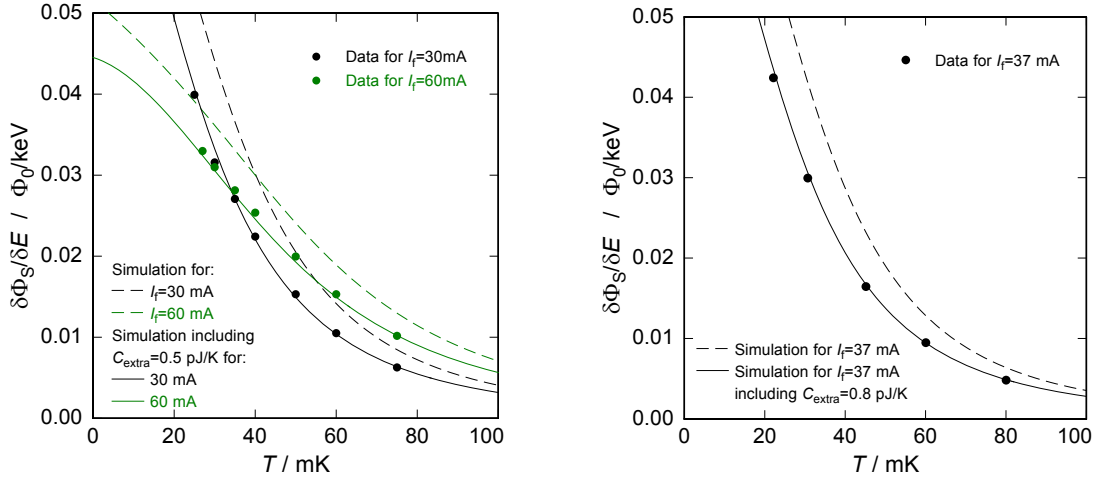 0.05
0.04
0.03
0.02
0.01
0.00
δΦS/δE / Φ0/keV
Data for If=30mA
Data for If=60mA
Simulation for:
If=30 mA
If=60 mA
Simulation including
Cextra=0.5 pJ/K for:
30 mA
60 mA
0 20 40 60 80 100
T / mK
0.05
0.04
0.03
0.02
0.01
0.00
δΦS/δE / Φ0/keV
Data for If=37 mA
Simulation for If=37 mA
Simulation for If=37 mA
including Cextra=0.8 pJ/K
0 20 40 60 80 100
T / mK